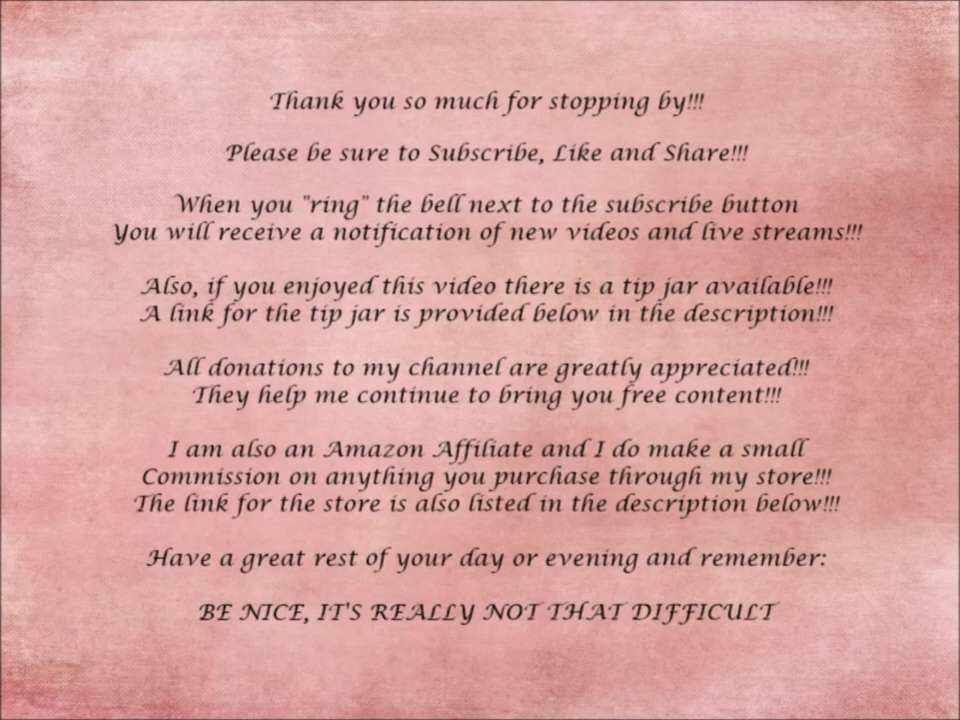 Thank you so much for stopping by!!!
Please be sure to Subscribe, Like and Share!!!
When you "ring" the bell next to the subscribe button
You will receive a notification of new videos and live streams!!!
Also, if you enjoyed this video there is a tip jar available!!!
A link for the tip jar is provided below in the description!!!
All donations to my channel are greatly appreciated!!!
They help me continue to bring you free content!!!
I am also an Amazon Affiliate and I do make a small
Commission on anything you purchase through my store!!!
The link for the store is also listed in the description below!!!
Have a great rest of your day or evening and remember:
BE NICE, IT'S REALLY NOT THAT DIFFICULT